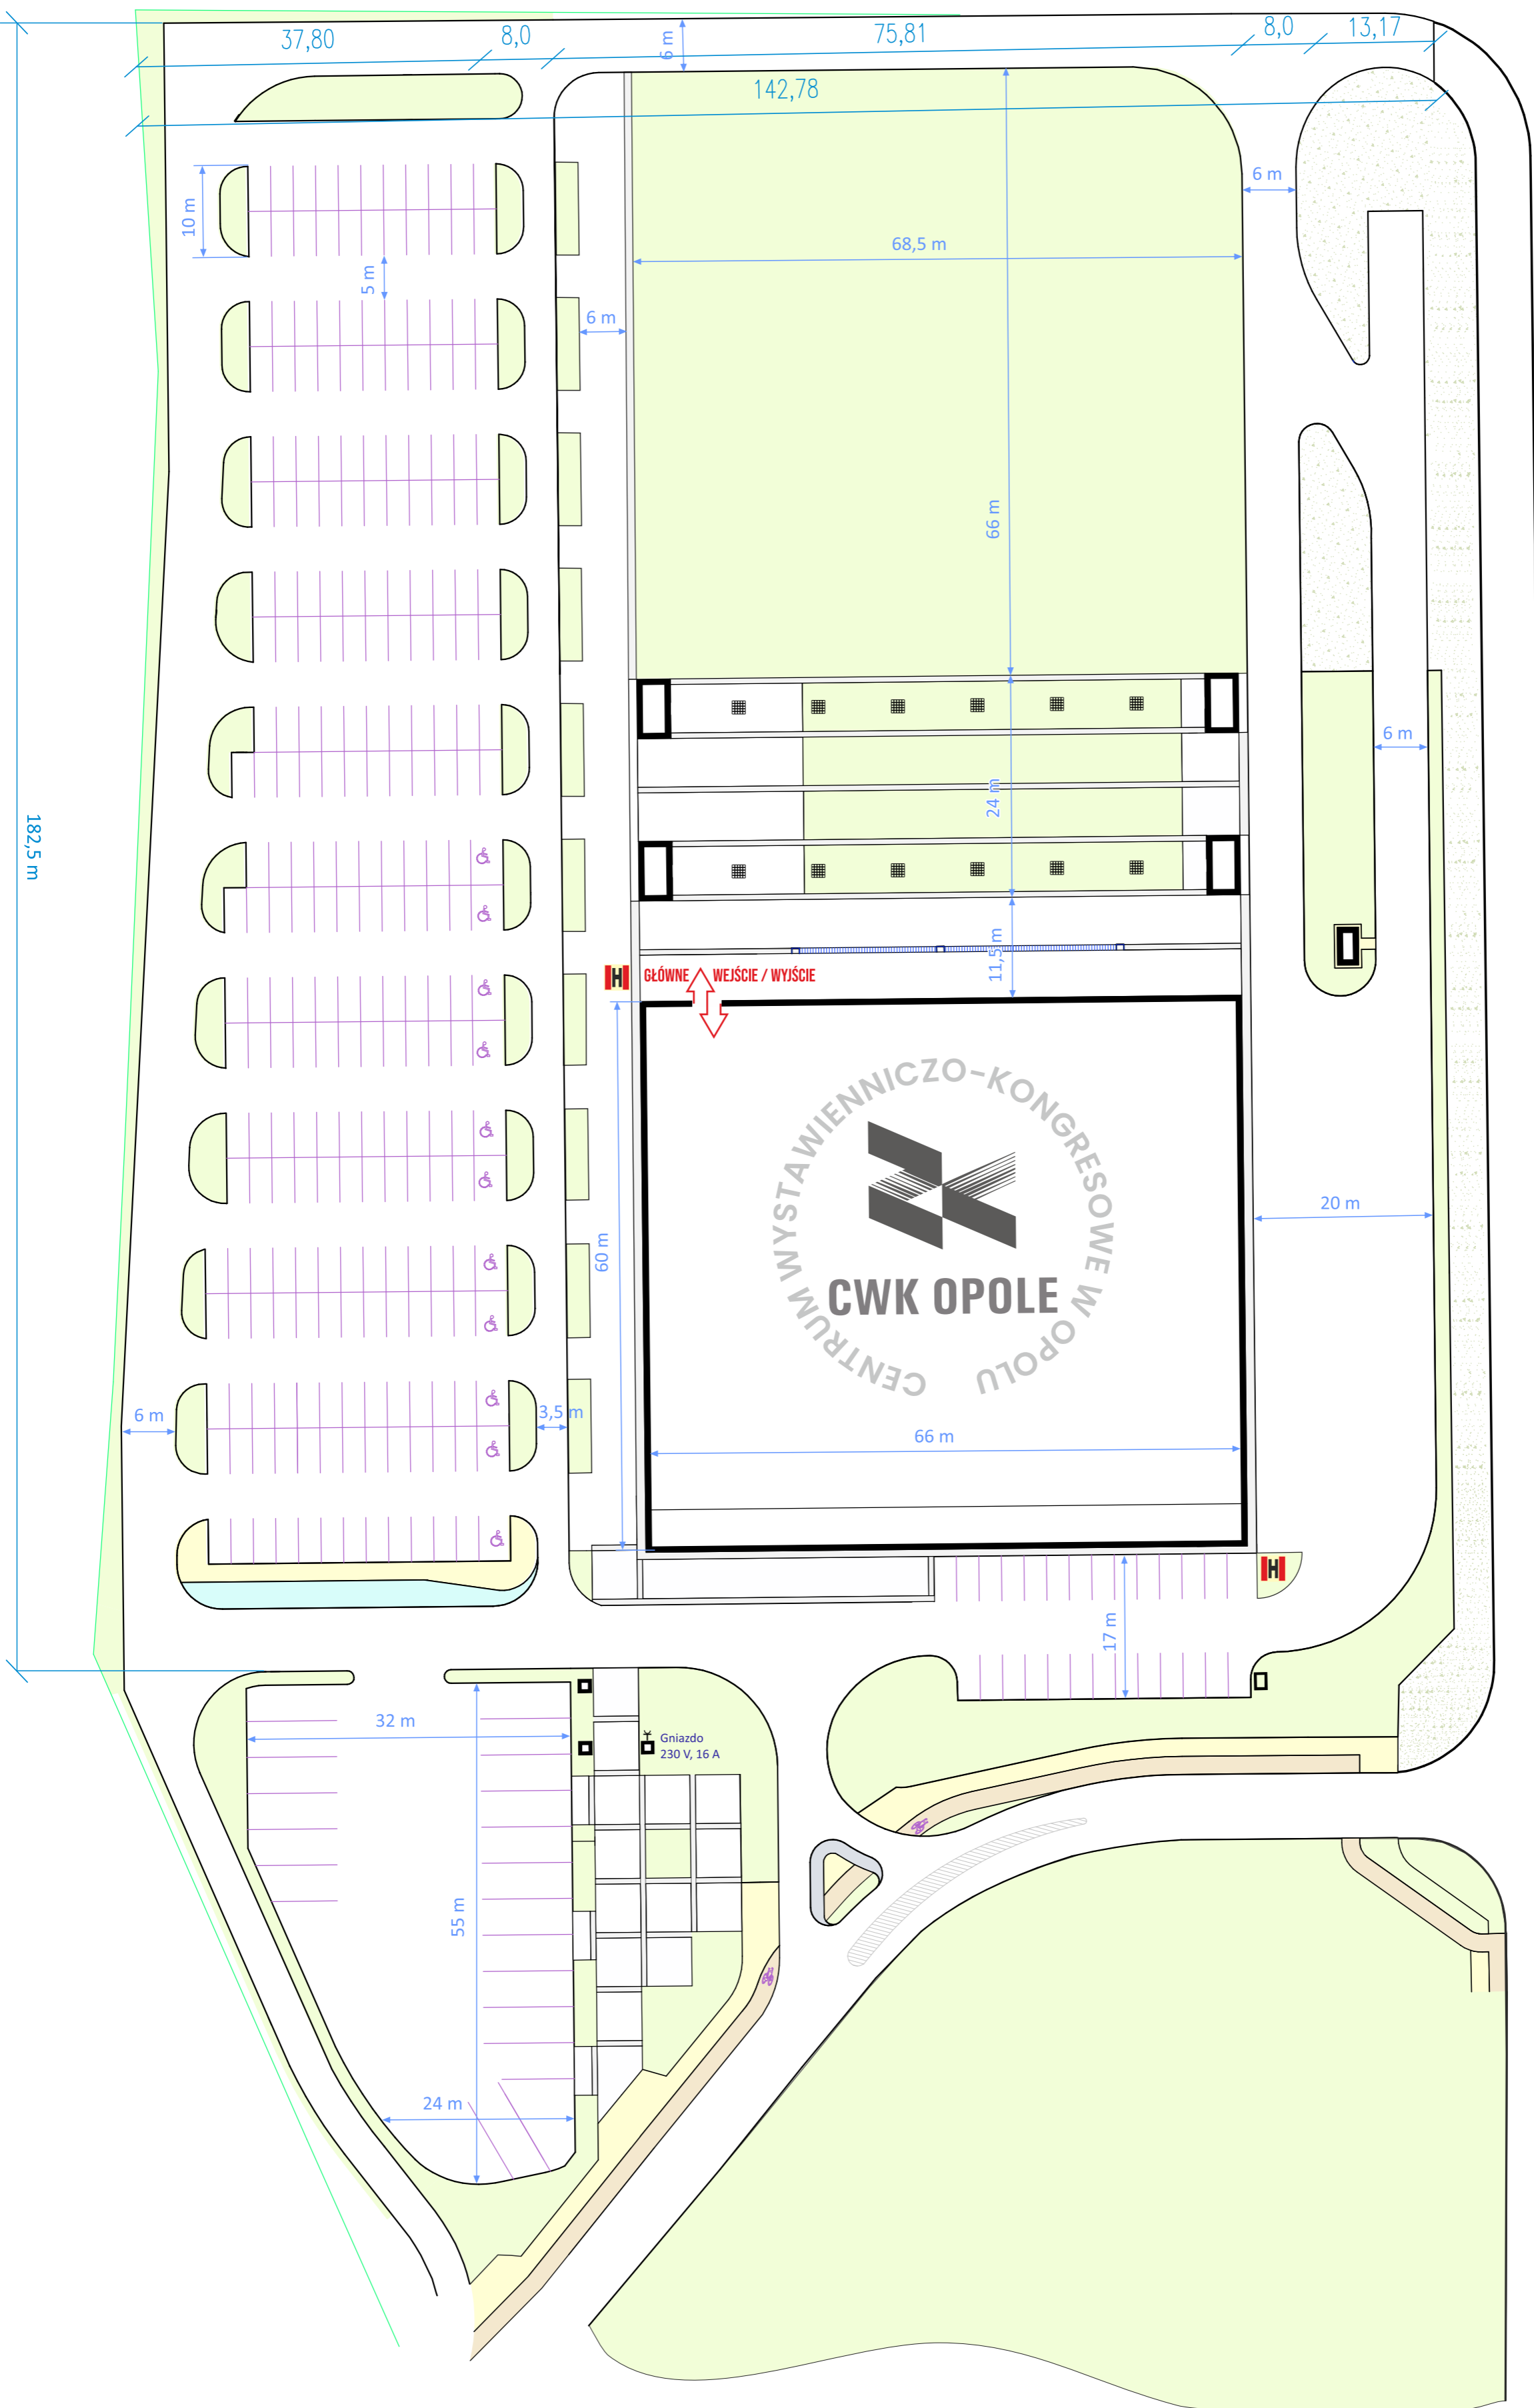 37,80
8,0
6 m
75,81
8,0
13,17
142,78
10 m
5 m
6 m
6 m
68,5 m
66 m
6 m
24 m
182,5 m
11,5 m
H
GŁÓWNE WEJŚCIE / WYJŚCIE
CENTRUM WYSTAWIENNICZO-KONGRESOWE W OPOLU
CWK OPOLE
20 m
60 m
6 m
3,5 m
66 m
H
17 m
32 m
Gniazdo
230 V, 16 A
55 m
24 m